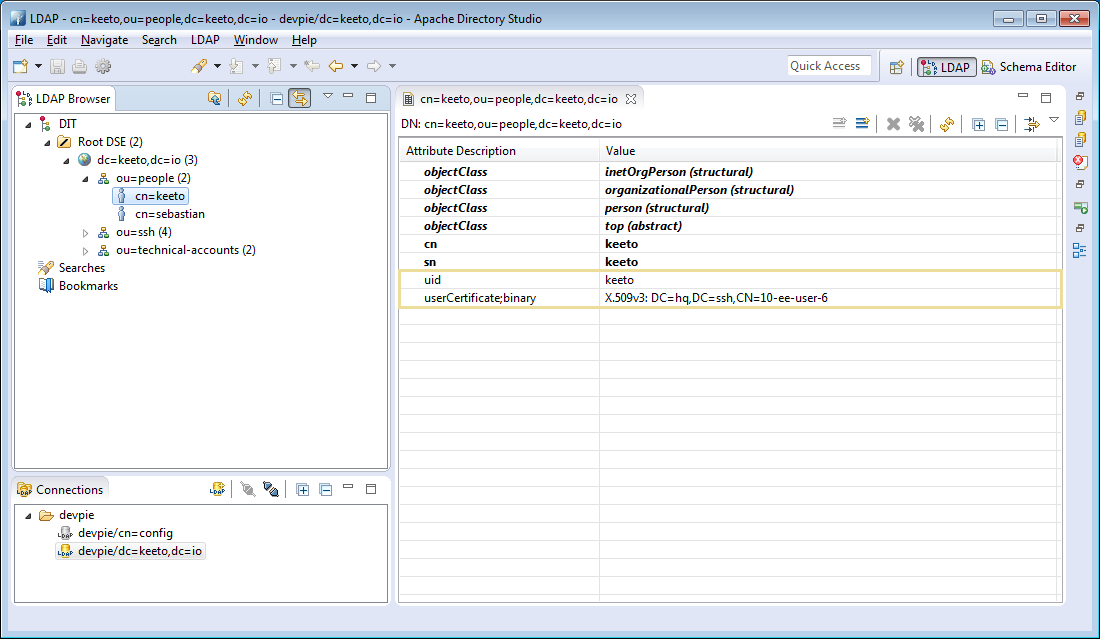 LDAP - cn=keeto,ou=people,dc=keeto,dc=io - devpie/dc=keeto,dc=io - Apache Directory Studio
File Edit Navigate Search LDAP Window Help
Quick Access
LDAP
Schema Editor
LDAP Browser
DIT
Root DSE (2)
dc=keeto,dc=io (3)
ou=people (2)
cn=keeto
cn=sebastian
ou=ssh (4)
ou=technical-accounts (2)
Searches
Bookmarks
Connections
devpie
devpie/cn=config
devpie/dc=keeto,dc=io
cn=keeto,ou=people,dc=keeto,dc=io
DN: cn=keeto,ou=people,dc=keeto,dc=io
Attribute Description Value
objectClass inetOrgPerson (structural)
objectClass organizationalPerson (structural)
objectClass person (structural)
objectClass top (abstract)
cn keeto
sn keeto
uid keeto
userCertificate;binary X.509v3: DC=hq,DC=ssh,CN=10-ee-user-6